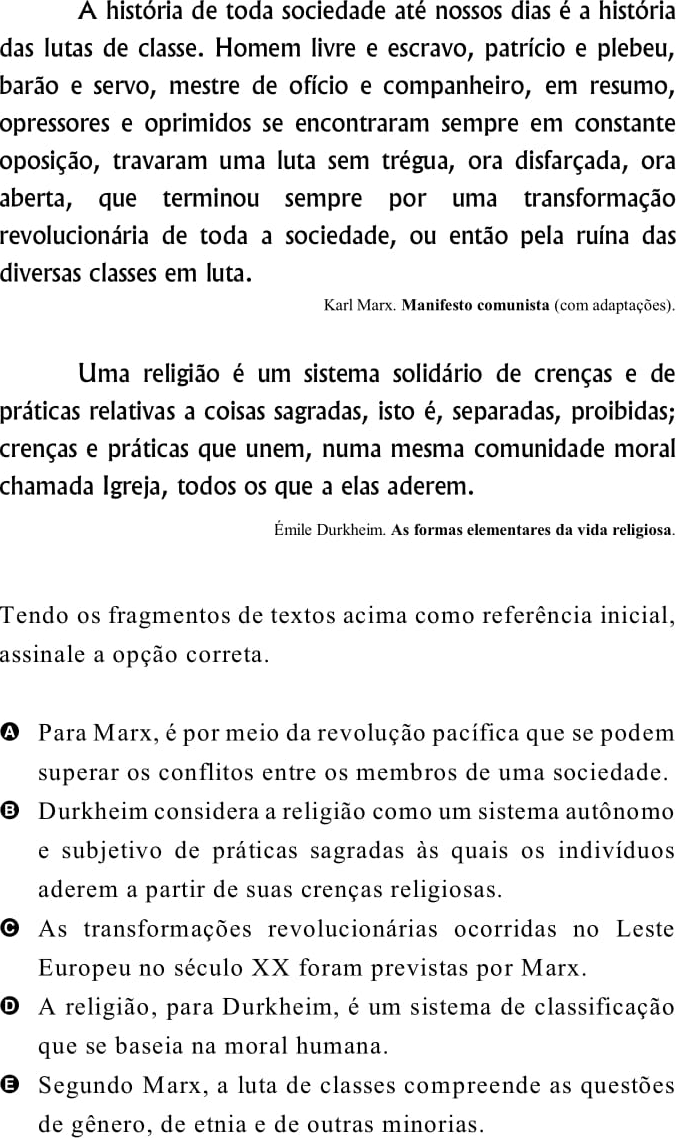 A história de toda sociedade até nossos dias é a história
das lutas de classe. Homem livre e escravo, patrício e plebeu,
barão e servo, mestre de ofício e companheiro, em resumo,
opressores e oprimidos se encontraram sempre em constante
oposição, travaram uma luta sem trégua, ora disfarçada, ora
aberta, que terminou sempre por uma transformação
revolucionária de toda a sociedade, ou então pela ruína das
diversas classes em luta.
Karl Marx. Manifesto comunista (com adaptações).
Uma religião é um sistema solidário de crenças e de
práticas relativas a coisas sagradas, isto é, separadas, proibidas;
crenças e práticas que unem, numa mesma comunidade moral
chamada Igreja, todos os que a elas aderem.
Émile Durkheim. As formas elementares da vida religiosa.
Tendo os fragmentos de textos acima como referência inicial,
assinale a opção correta.
A Para Marx, é por meio da revolução pacífica que se podem
superar os conflitos entre os membros de uma sociedade.
B Durkheim considera a religião como um sistema autônomo
e subjetivo de práticas sagradas às quais os indivíduos
aderem a partir de suas crenças religiosas.
C As transformações revolucionárias ocorridas no Leste
Europeu no século XX foram previstas por Marx.
D A religião, para Durkheim, é um sistema de classificação
que se baseia na moral humana.
E Segundo Marx, a luta de classes compreende as questões
de gênero, de etnia e de outras minorias.